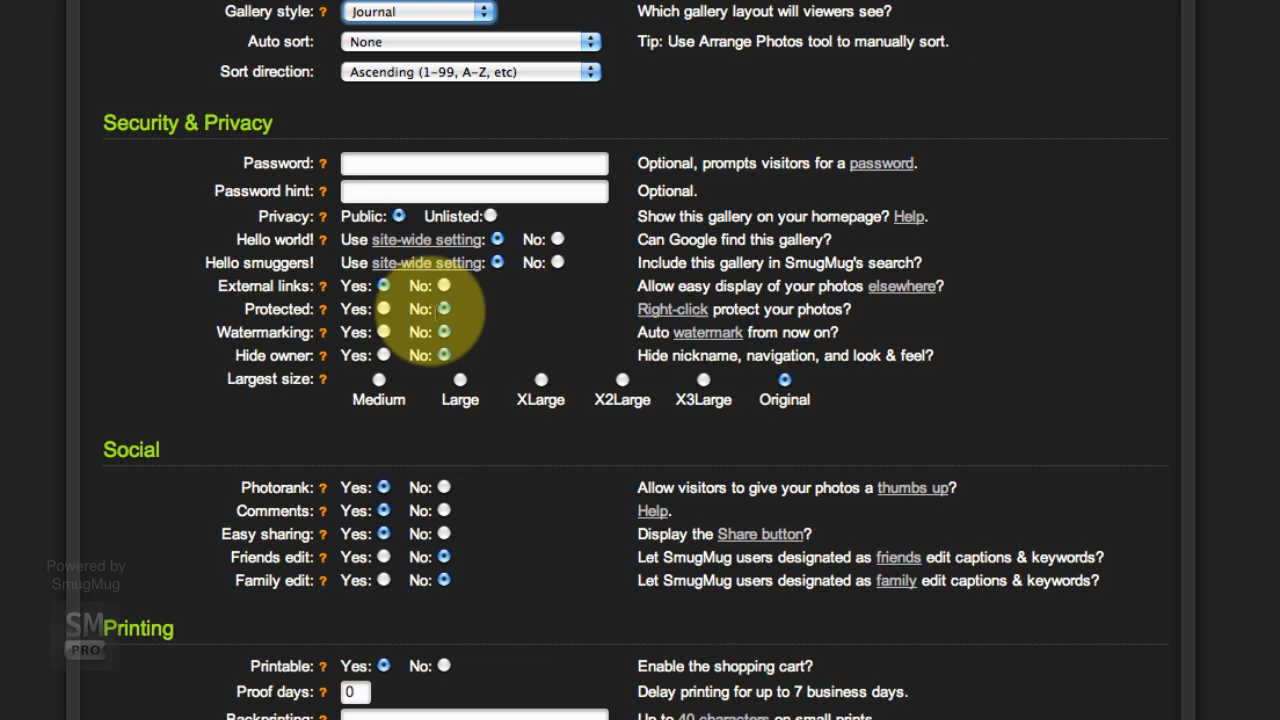 Gallery style: ? Journal Which gallery layout will viewers see?
Auto sort: None Tip: Use Arrange Photos tool to manually sort.
Sort direction: Ascending (1-99, A-Z, etc)
Security & Privacy
Password: ? Optional, prompts visitors for a password.
Password hint: ? Optional.
Privacy: ? Public: Unlisted: Show this gallery on your homepage? Help.
Hello world! ? Use site-wide setting: No: Can Google find this gallery?
Hello smuggers! Use site-wide setting: No: Include this gallery in SmugMug's search?
External links: ? Yes: No: Allow easy display of your photos elsewhere?
Protected: ? Yes: No: Right-click protect your photos?
Watermarking: ? Yes: No: Auto watermark from now on?
Hide owner: ? Yes: No: Hide nickname, navigation, and look & feel?
Largest size: ?
Medium Large XLarge X2Large X3Large Original
Social
Photorank: ? Yes: No: Allow visitors to give your photos a thumbs up?
Comments: ? Yes: No: Help.
Easy sharing: ? Yes: No: Display the Share button?
Friends edit: ? Yes: No: Let SmugMug users designated as friends edit captions & keywords?
Family edit: ? Yes: No: Let SmugMug users designated as family edit captions & keywords?
Powered by
SmugMug
SM
PRO
Printing
Printable: ? Yes: No: Enable the shopping cart?
Proof days: ? 0 Delay printing for up to 7 business days.
Backprinting: ? Up to 40 characters on small prints.